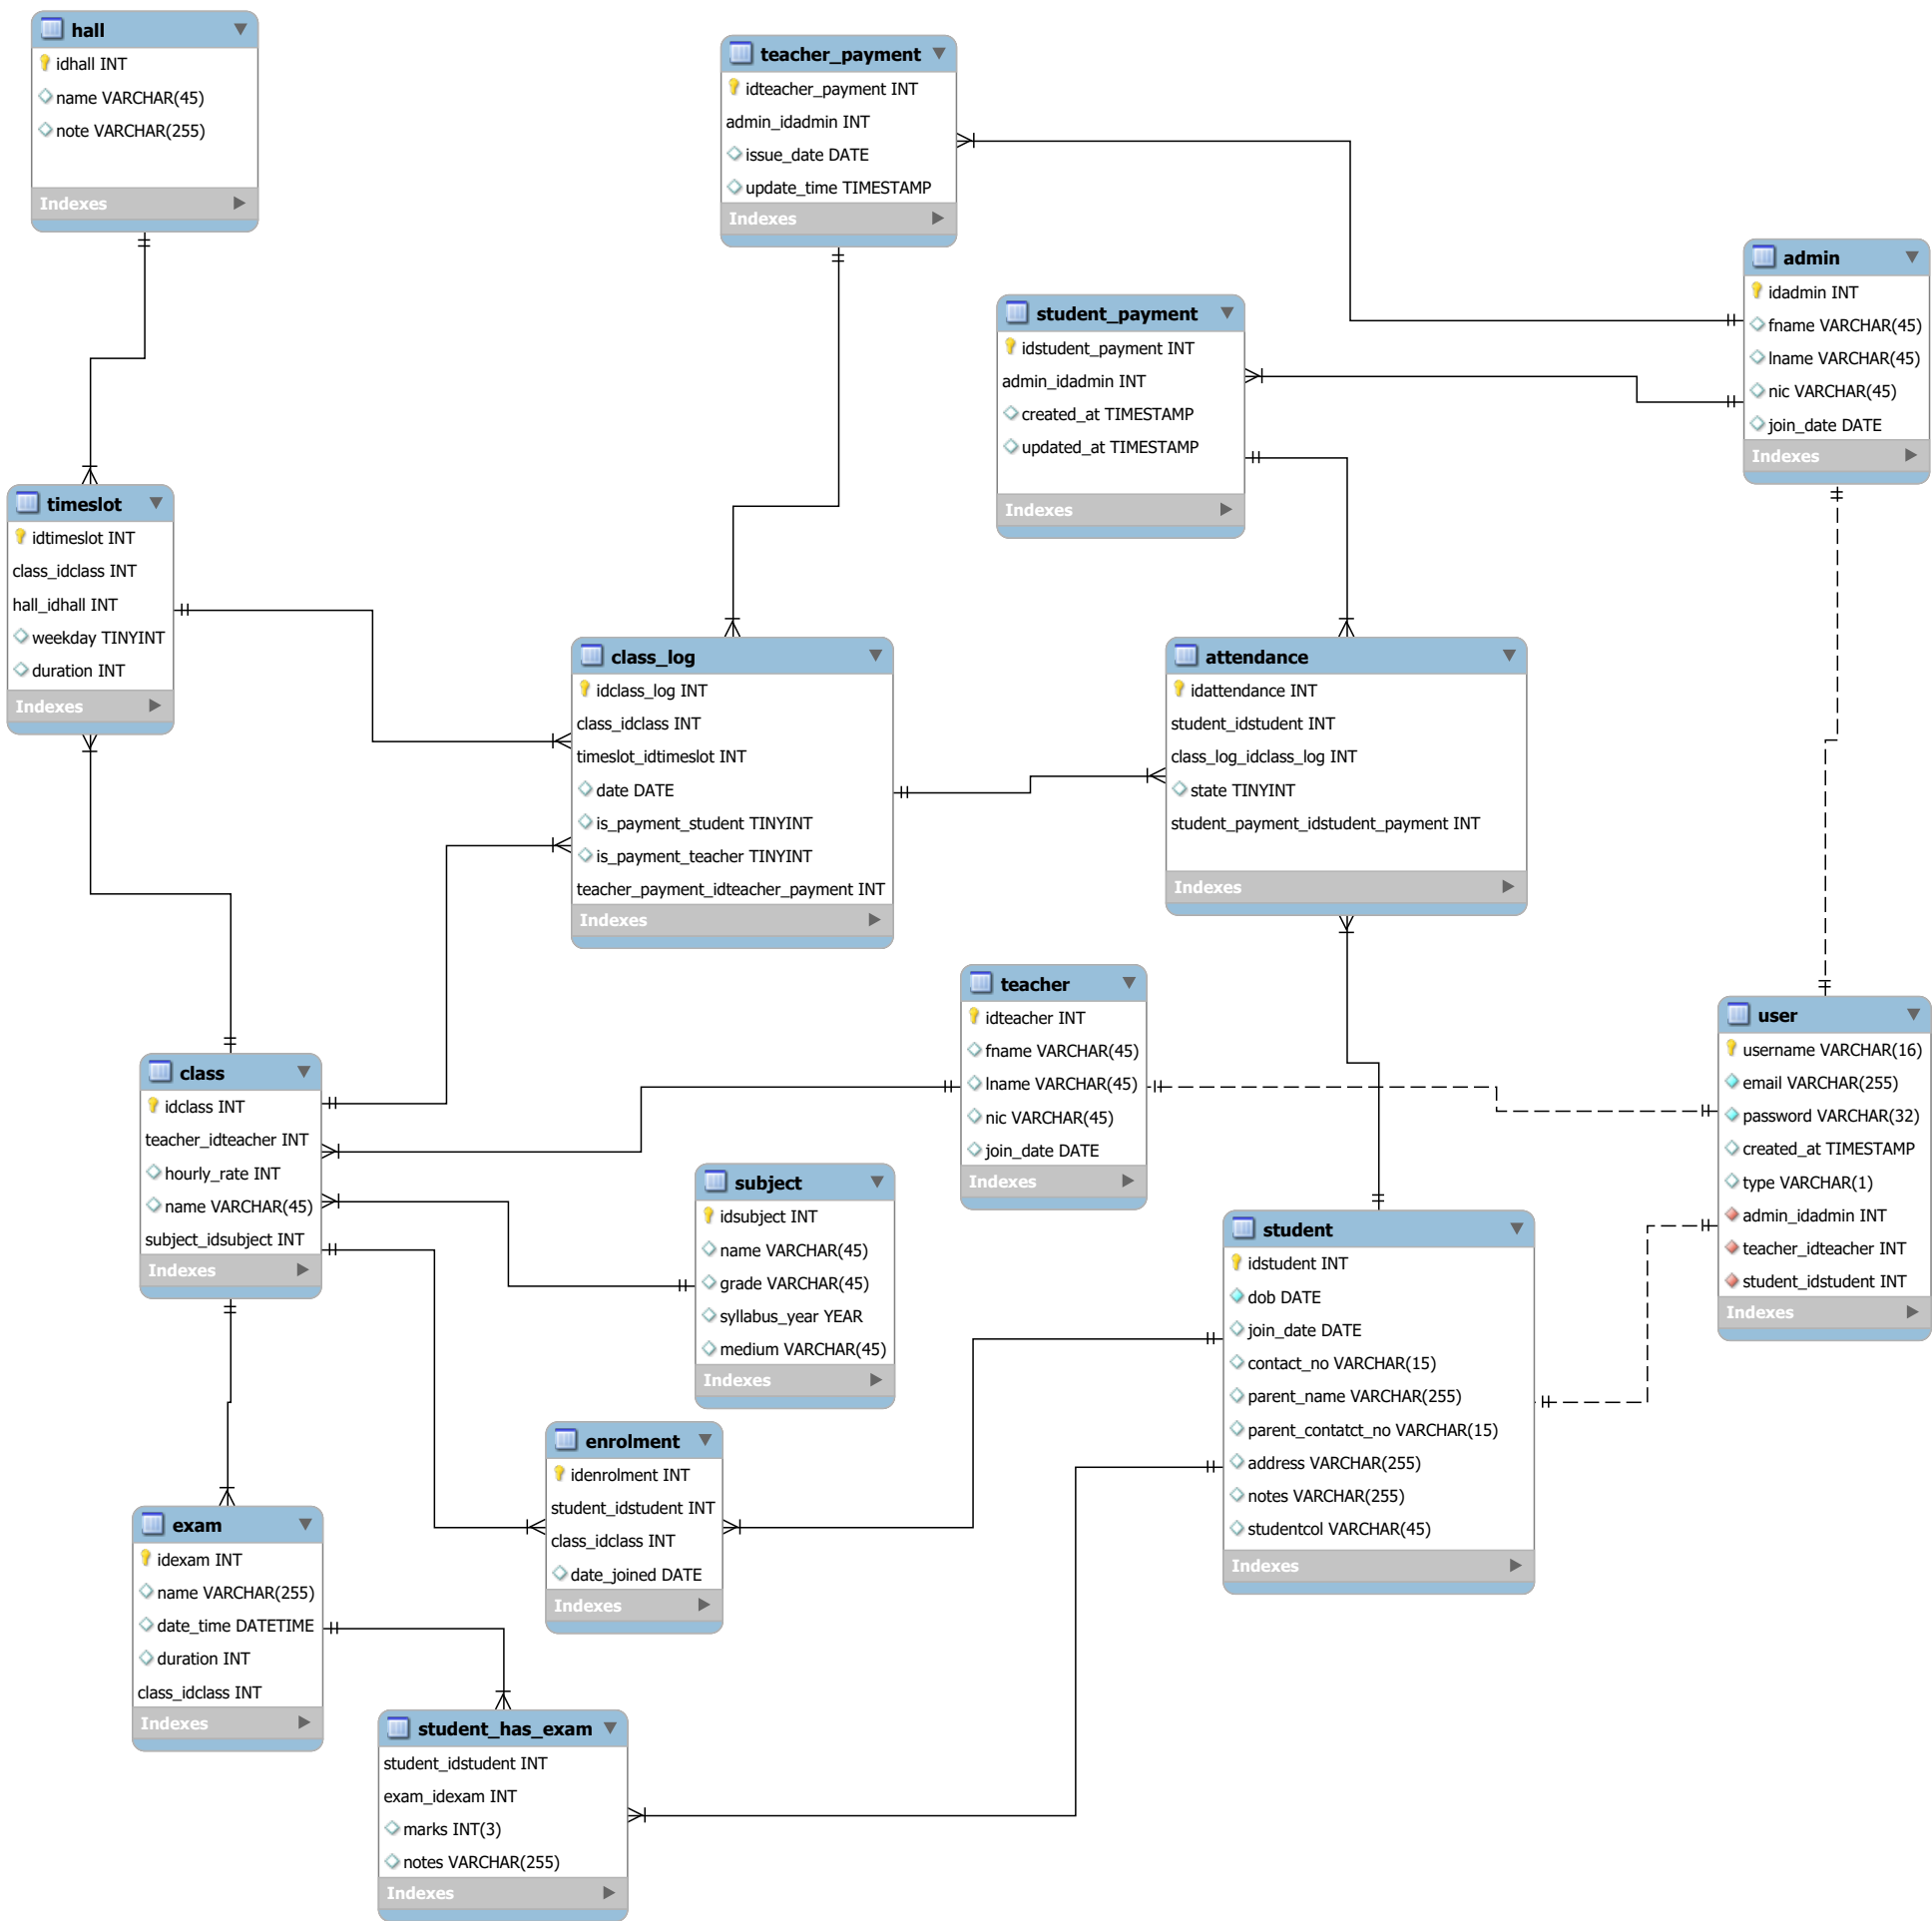 hall
idhall INT
name VARCHAR(45)
note VARCHAR(255)
Indexes
teacher_payment
idteacher_payment INT
admin_idadmin INT
issue_date DATE
update_time TIMESTAMP
Indexes
admin
idadmin INT
fname VARCHAR(45)
lname VARCHAR(45)
nic VARCHAR(45)
join_date DATE
Indexes
student_payment
idstudent_payment INT
admin_idadmin INT
created_at TIMESTAMP
updated_at TIMESTAMP
Indexes
timeslot
idtimeslot INT
class_idclass INT
hall_idhall INT
weekday TINYINT
duration INT
Indexes
class_log
idclass_log INT
class_idclass INT
timeslot_idtimeslot INT
date DATE
is_payment_student TINYINT
is_payment_teacher TINYINT
teacher_payment_idteacher_payment INT
Indexes
attendance
idattendance INT
student_idstudent INT
class_log_idclass_log INT
state TINYINT
student_payment_idstudent_payment INT
Indexes
teacher
idteacher INT
fname VARCHAR(45)
lname VARCHAR(45)
nic VARCHAR(45)
join_date DATE
Indexes
user
username VARCHAR(16)
email VARCHAR(255)
password VARCHAR(32)
created_at TIMESTAMP
type VARCHAR(1)
admin_idadmin INT
teacher_idteacher INT
student_idstudent INT
Indexes
class
idclass INT
teacher_idteacher INT
hourly_rate INT
name VARCHAR(45)
subject_idsubject INT
Indexes
subject
idsubject INT
name VARCHAR(45)
grade VARCHAR(45)
syllabus_year YEAR
medium VARCHAR(45)
Indexes
student
idstudent INT
dob DATE
join_date DATE
contact_no VARCHAR(15)
parent_name VARCHAR(255)
parent_contatct_no VARCHAR(15)
address VARCHAR(255)
notes VARCHAR(255)
studentcol VARCHAR(45)
Indexes
enrolment
idenrolment INT
student_idstudent INT
class_idclass INT
date_joined DATE
Indexes
exam
idexam INT
name VARCHAR(255)
date_time DATETIME
duration INT
class_idclass INT
Indexes
student_has_exam
student_idstudent INT
exam_idexam INT
marks INT(3)
notes VARCHAR(255)
Indexes